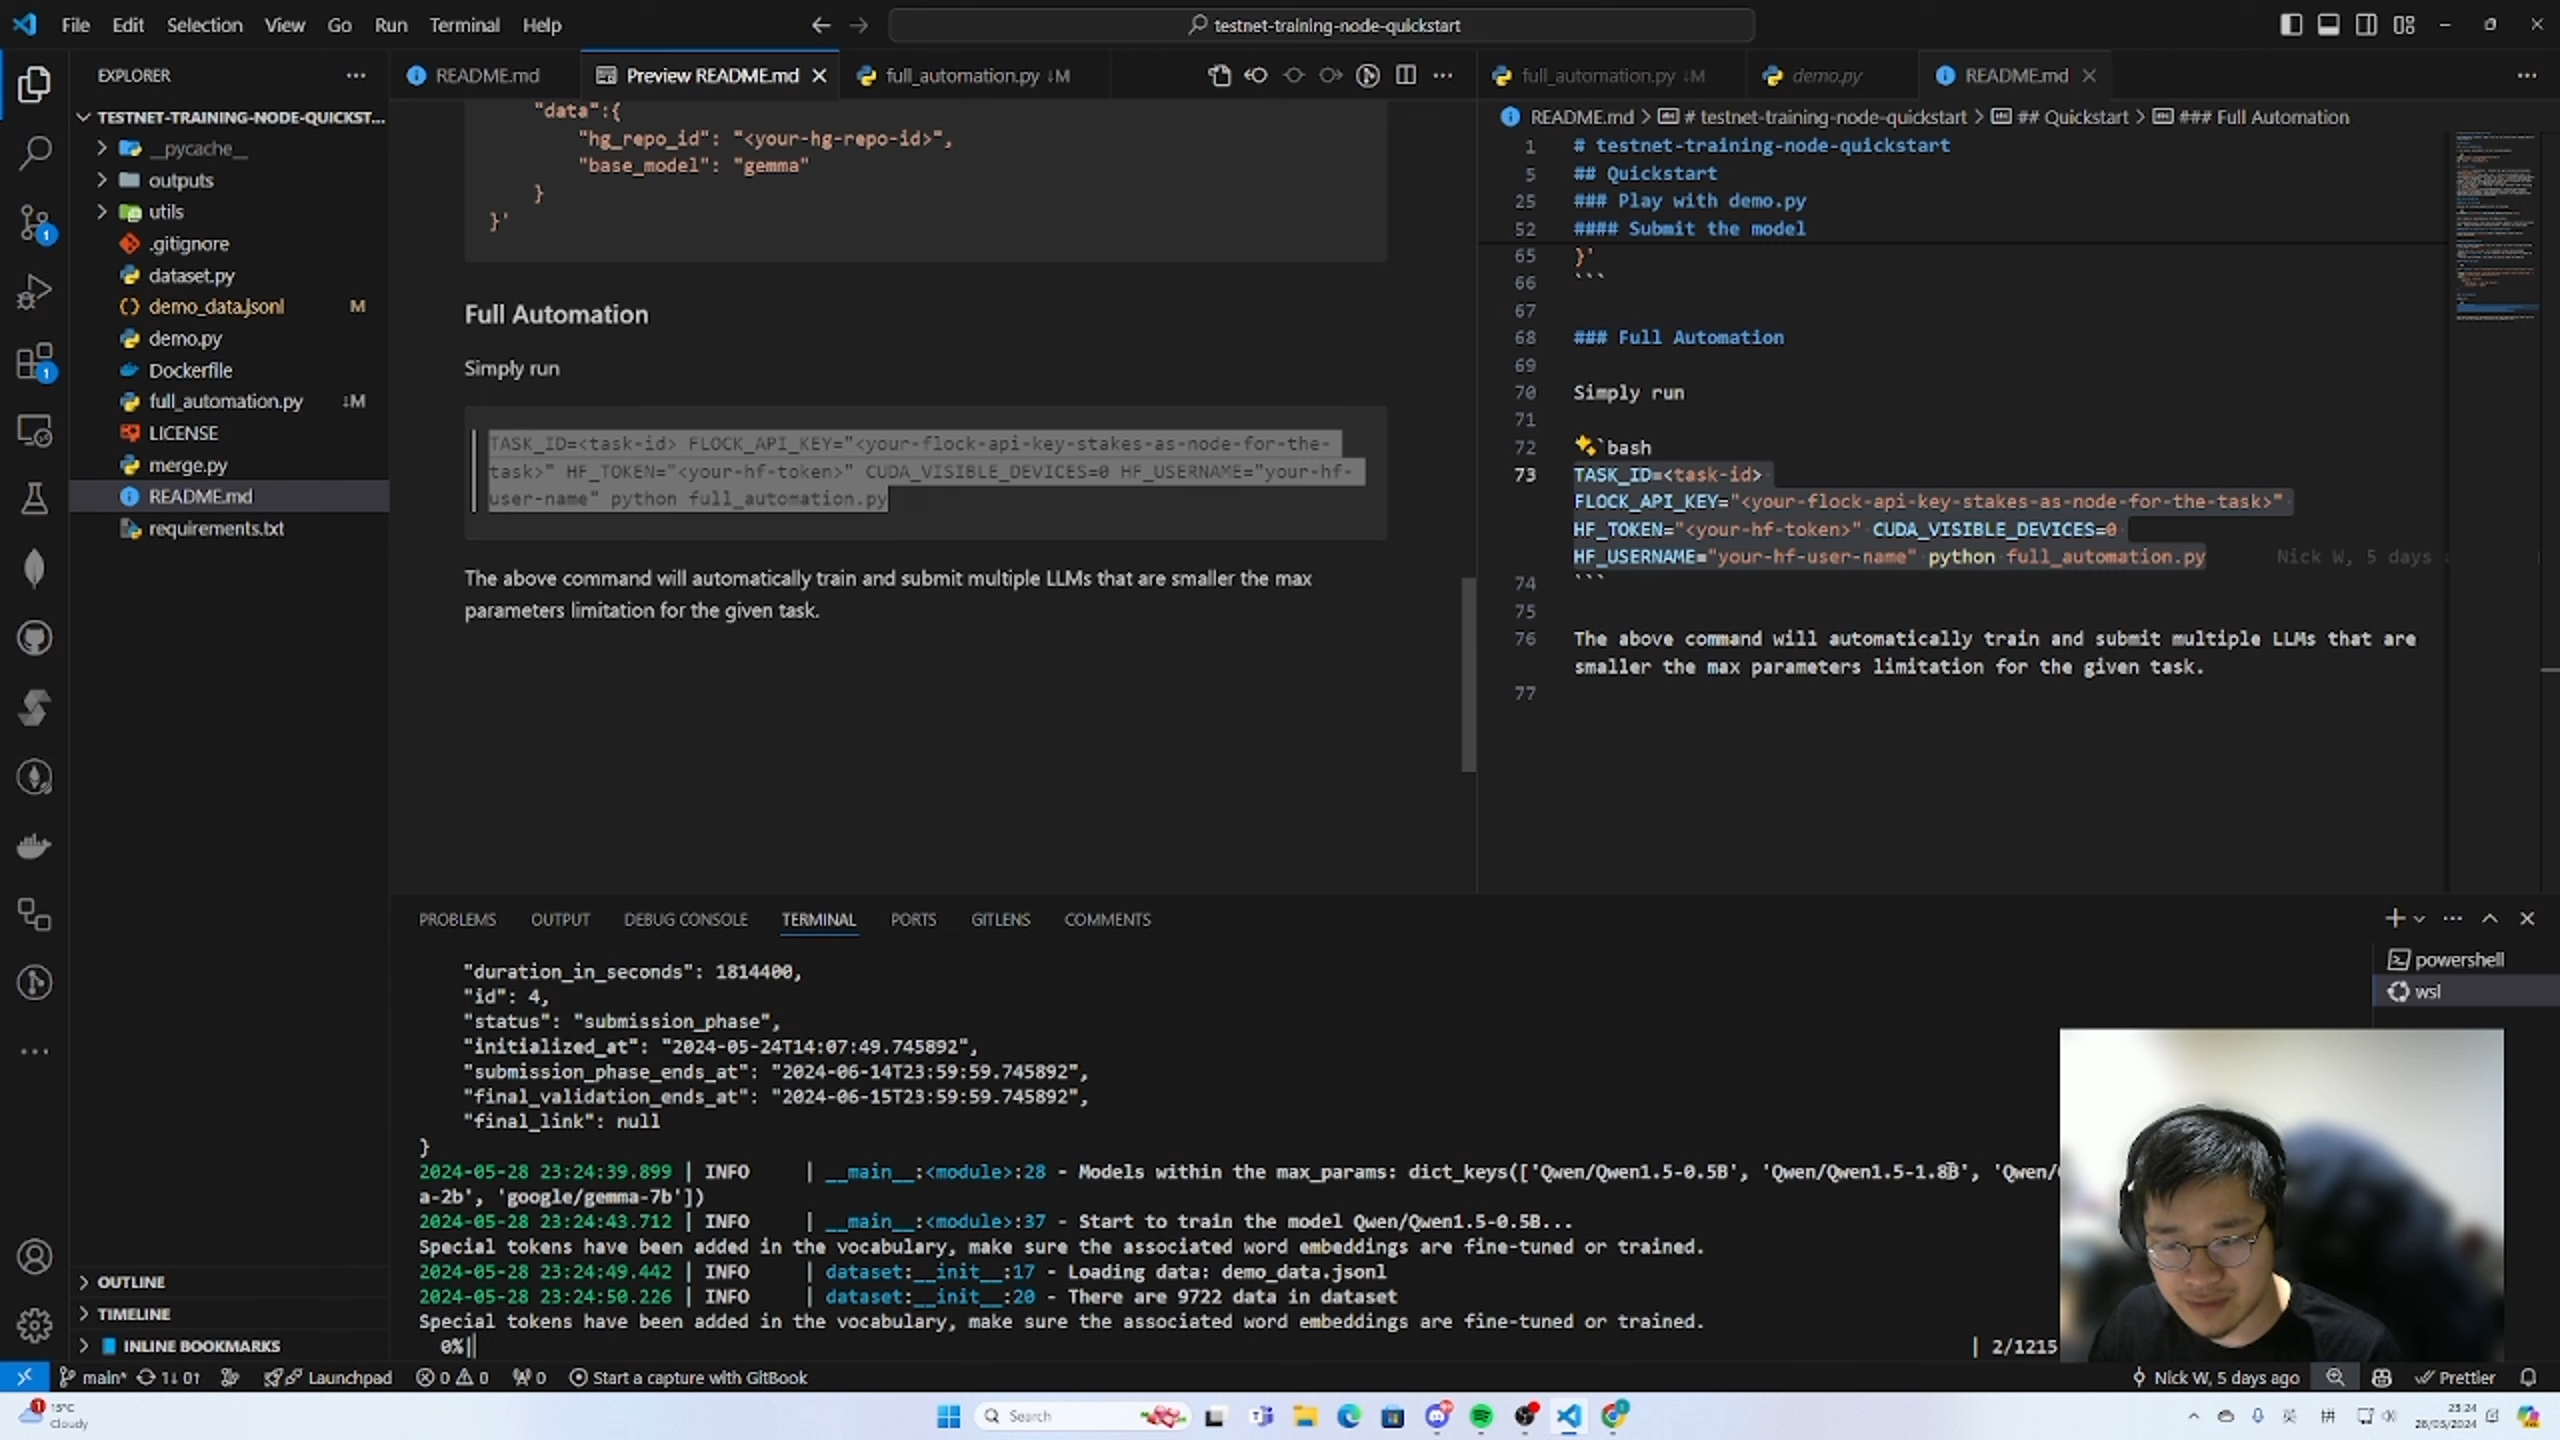 File Edit Selection View Go Run Terminal Help
testnet-training-node-quickstart
EXPLORER
TESTNET-TRAINING-NODE-QUICKST...
__pycache__
outputs
utils
.gitignore
dataset.py
demo_data.jsonl M
demo.py
Dockerfile
full_automation.py ↓M
LICENSE
merge.py
README.md
requirements.txt
OUTLINE
TIMELINE
INLINE BOOKMARKS
README.md
Preview README.md
full_automation.py ↓M
"data":{
"hg_repo_id": "<your-hg-repo-id>",
"base_model": "gemma"
}
}'
Full Automation
Simply run
TASK_ID=<task-id> FLOCK_API_KEY="<your-flock-api-key-stakes-as-node-for-the-
task>" HF_TOKEN="<your-hf-token>" CUDA_VISIBLE_DEVICES=0 HF_USERNAME="your-hf-
user-name" python full_automation.py
The above command will automatically train and submit multiple LLMs that are smaller the max
parameters limitation for the given task.
full_automation.py ↓M
demo.py
README.md
README.md > # testnet-training-node-quickstart > ## Quickstart > ### Full Automation
1 # testnet-training-node-quickstart
5 ## Quickstart
25 ### Play with demo.py
52 #### Submit the model
65 }'
66 ```
67
68 ### Full Automation
69
70 Simply run
71
72 `bash
73 TASK_ID=<task-id>
FLOCK_API_KEY="<your-flock-api-key-stakes-as-node-for-the-task>"
HF_TOKEN="<your-hf-token>" CUDA_VISIBLE_DEVICES=0
HF_USERNAME="your-hf-user-name" python full_automation.py Nick W, 5 days
74 ```
75
76 The above command will automatically train and submit multiple LLMs that are
smaller the max parameters limitation for the given task.
77
PROBLEMS OUTPUT DEBUG CONSOLE TERMINAL PORTS GITLENS COMMENTS
powershell
wsl
"duration_in_seconds": 1814400,
"id": 4,
"status": "submission_phase",
"initialized_at": "2024-05-24T14:07:49.745892",
"submission_phase_ends_at": "2024-06-14T23:59:59.745892",
"final_validation_ends_at": "2024-06-15T23:59:59.745892",
"final_link": null
}
2024-05-28 23:24:39.899 | INFO | __main__:<module>:28 - Models within the max_params: dict_keys(['Qwen/Qwen1.5-0.5B', 'Qwen/Qwen1.5-1.8B', 'Qwen/
a-2b', 'google/gemma-7b'])
2024-05-28 23:24:43.712 | INFO | __main__:<module>:37 - Start to train the model Qwen/Qwen1.5-0.5B...
Special tokens have been added in the vocabulary, make sure the associated word embeddings are fine-tuned or trained.
2024-05-28 23:24:49.442 | INFO | dataset:__init__:17 - Loading data: demo_data.jsonl
2024-05-28 23:24:50.226 | INFO | dataset:__init__:20 - There are 9722 data in dataset
Special tokens have been added in the vocabulary, make sure the associated word embeddings are fine-tuned or trained.
0%| | 2/1215
main* 1↓ 0↑ Launchpad 0 0 0 Start a capture with GitBook
Nick W, 5 days ago Prettier
15°C
Cloudy
Search
英 拼
23:24
28/05/2024